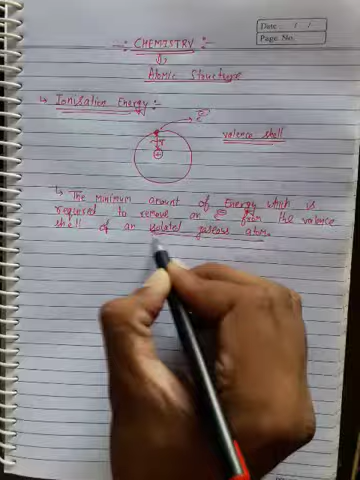 Date : / /
Page No.
CHEMISTRY :-
Atomic Structure
Ionisation Energy :-
e⁻
valence shell
+
The minimum amount of Energy which is
required to remove an e⁻ from the valence
shell of an isolated gaseous atom.